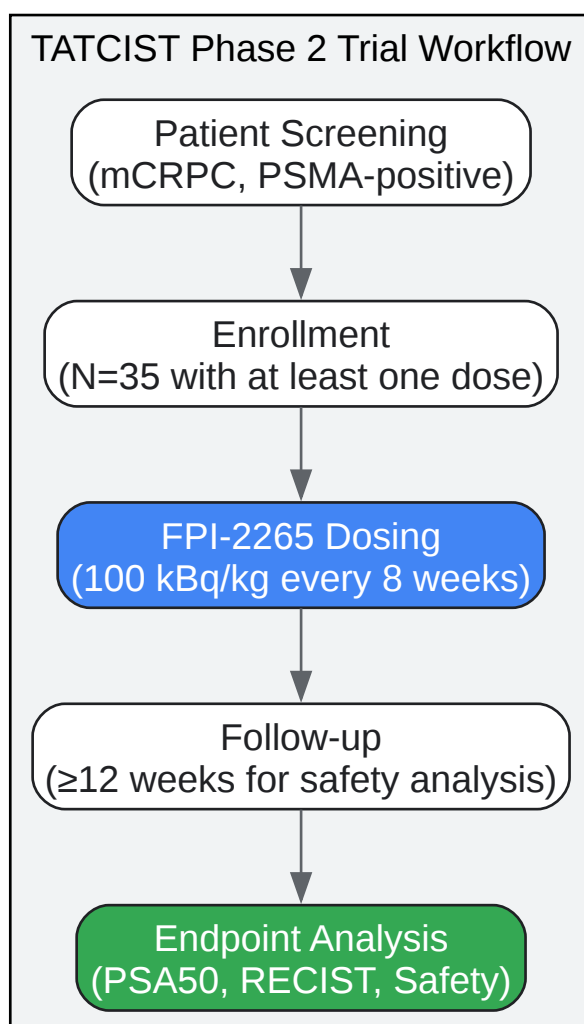 TATCIST Phase 2 Trial Workflow
Patient Screening
(mCRPC, PSMA-positive)
Enrollment
(N=35 with at least one dose)
FPI-2265 Dosing
(100 kBq/kg every 8 weeks)
Follow-up
(≥12 weeks for safety analysis)
Endpoint Analysis
(PSA50, RECIST, Safety)